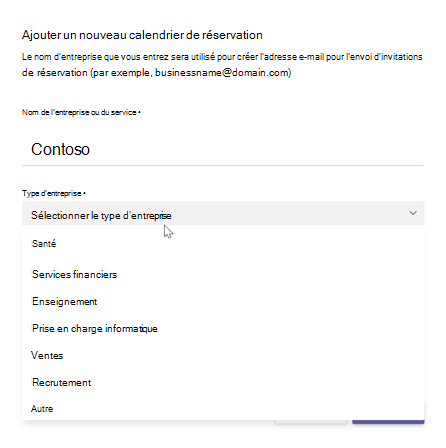 Ajouter un nouveau calendrier de réservation
Le nom d'entreprise que vous entrez sera utilisé pour créer l'adresse e-mail pour l'envoi d'invitations
de réservation (par exemple, businessname@domain.com)
Nom de l'entreprise ou du service *
Contoso
Type d'entreprise *
Sélectionner le type d'entreprise
Santé
Services financiers
Enseignement
Prise en charge informatique
Ventes
Recrutement
Autre